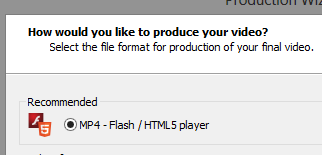 Production Wiz
How would you like to produce your video?
Select the file format for production of your final video.
Recommended
MP4 - Flash / HTML5 player